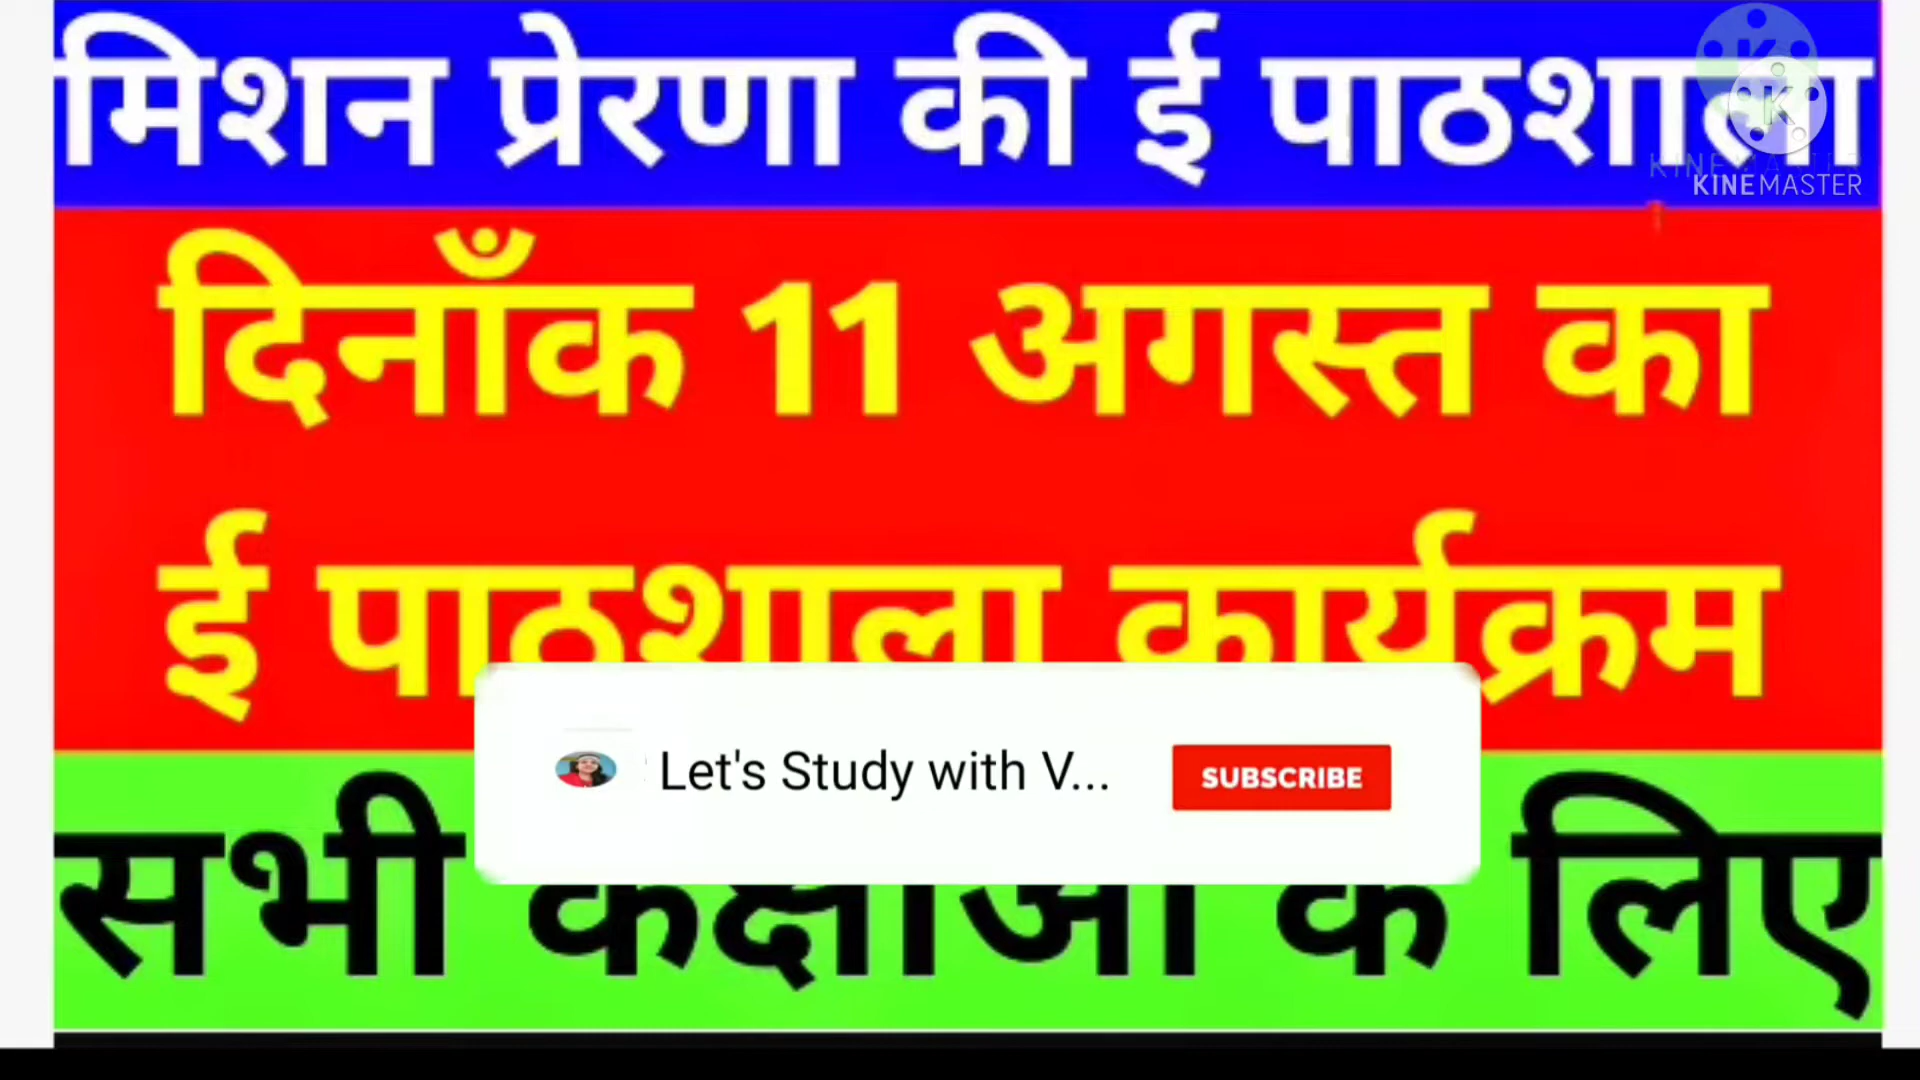 मिशन प्रेरणा की ई पाठशाला
KINEMASTER
दिनाँक 11 अगस्त का
ई पाठशाला कार्यक्रम
Let's Study with V...
SUBSCRIBE
सभी कक्षाओं के लिए